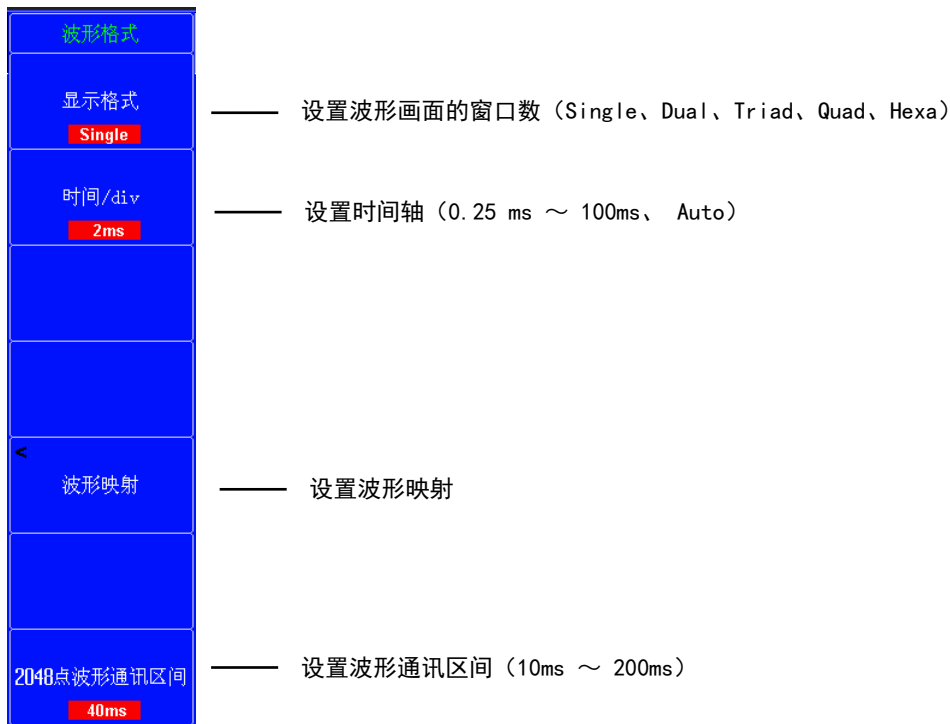 波形格式
显示格式
Single
设置波形画面的窗口数（Single、Dual、Triad、Quad、Hexa）
时间/div
2ms
设置时间轴（0.25 ms ～ 100ms、 Auto）
<
波形映射
设置波形映射
2048点波形通讯区间
40ms
设置波形通讯区间（10ms ～ 200ms）